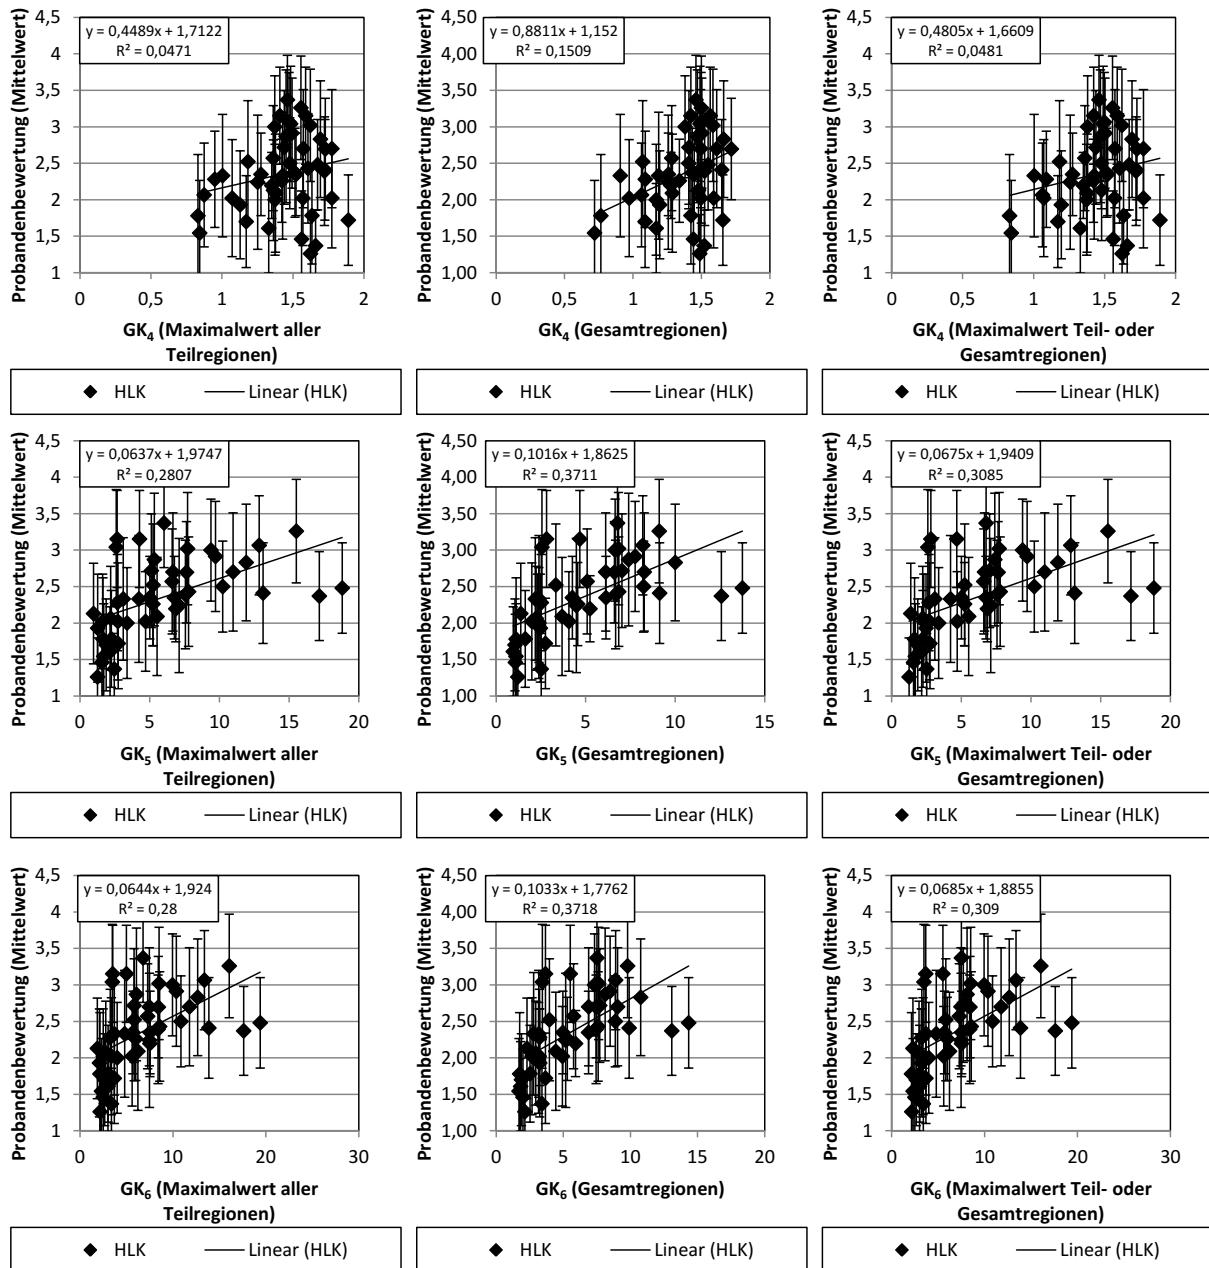 Probandenbewertung (Mittelwert)
4,5
4
3,5
3
2,5
2
1,5
1
y = 0,4489x + 1,7122
R² = 0,0471
0 0,5 1 1,5 2
GK4 (Maximalwert aller
Teilregionen)
HLK Linear (HLK)
Probandenbewertung (Mittelwert)
4,50
4,00
3,50
3,00
2,50
2,00
1,50
1,00
y = 0,8811x + 1,152
R² = 0,1509
0 0,5 1 1,5 2
GK4 (Gesamtregionen)
HLK Linear (HLK)
Probandenbewertung (Mittelwert)
4,5
4
3,5
3
2,5
2
1,5
1
y = 0,4805x + 1,6609
R² = 0,0481
0 0,5 1 1,5 2
GK4 (Maximalwert Teil- oder
Gesamtregionen)
HLK Linear (HLK)
Probandenbewertung (Mittelwert)
4,5
4
3,5
3
2,5
2
1,5
1
y = 0,0637x + 1,9747
R² = 0,2807
0 5 10 15 20
GK5 (Maximalwert aller
Teilregionen)
HLK Linear (HLK)
Probandenbewertung (Mittelwert)
4,50
4,00
3,50
3,00
2,50
2,00
1,50
1,00
y = 0,1016x + 1,8625
R² = 0,3711
0 5 10 15
GK5 (Gesamtregionen)
HLK Linear (HLK)
Probandenbewertung (Mittelwert)
4,5
4
3,5
3
2,5
2
1,5
1
y = 0,0675x + 1,9409
R² = 0,3085
0 5 10 15 20
GK5 (Maximalwert Teil- oder
Gesamtregionen)
HLK Linear (HLK)
Probandenbewertung (Mittelwert)
4,5
4
3,5
3
2,5
2
1,5
1
y = 0,0644x + 1,924
R² = 0,28
0 10 20 30
GK6 (Maximalwert aller
Teilregionen)
HLK Linear (HLK)
Probandenbewertung (Mittelwert)
4,50
4,00
3,50
3,00
2,50
2,00
1,50
1,00
y = 0,1033x + 1,7762
R² = 0,3718
0 5 10 15 20
GK6 (Gesamtregionen)
HLK Linear (HLK)
Probandenbewertung (Mittelwert)
4,5
4
3,5
3
2,5
2
1,5
1
y = 0,0685x + 1,8855
R² = 0,309
0 10 20 30
GK6 (Maximalwert Teil- oder
Gesamtregionen)
HLK Linear (HLK)